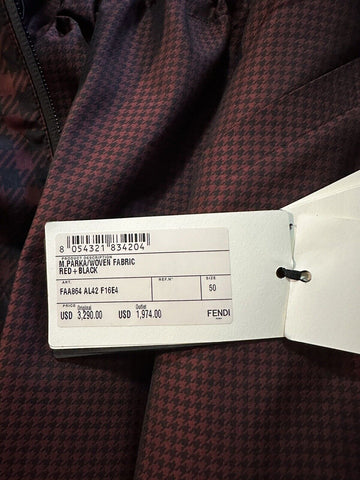 8 054321 834204
PRODUCT DESCRIPTION
M.PARKA/WOVEN FABRIC
RED+BLACK
ART. REF.N° SIZE
FAA864 AL42 F16E4 50
PRICE Original Outlet
USD 3,290.00 USD 1,974.00 FENDI